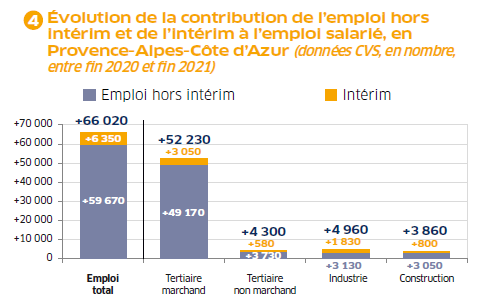 4 Évolution de la contribution de l'emploi hors
intérim et de l'intérim à l'emploi salarié, en
Provence-Alpes-Côte d'Azur (données CVS, en nombre,
entre fin 2020 et fin 2021)
Emploi hors intérim Intérim
+70 000
+60 000
+50 000
+40 000
+30 000
+20 000
+10 000
0
+66 020
+6 350
+59 670
+52 230
+3 050
+49 170
+4 300
+580
+3 730
+4 960
+1 830
+3 130
+3 860
+800
+3 050
Emploi
total
Tertiaire
marchand
Tertiaire
non marchand
Industrie
Construction